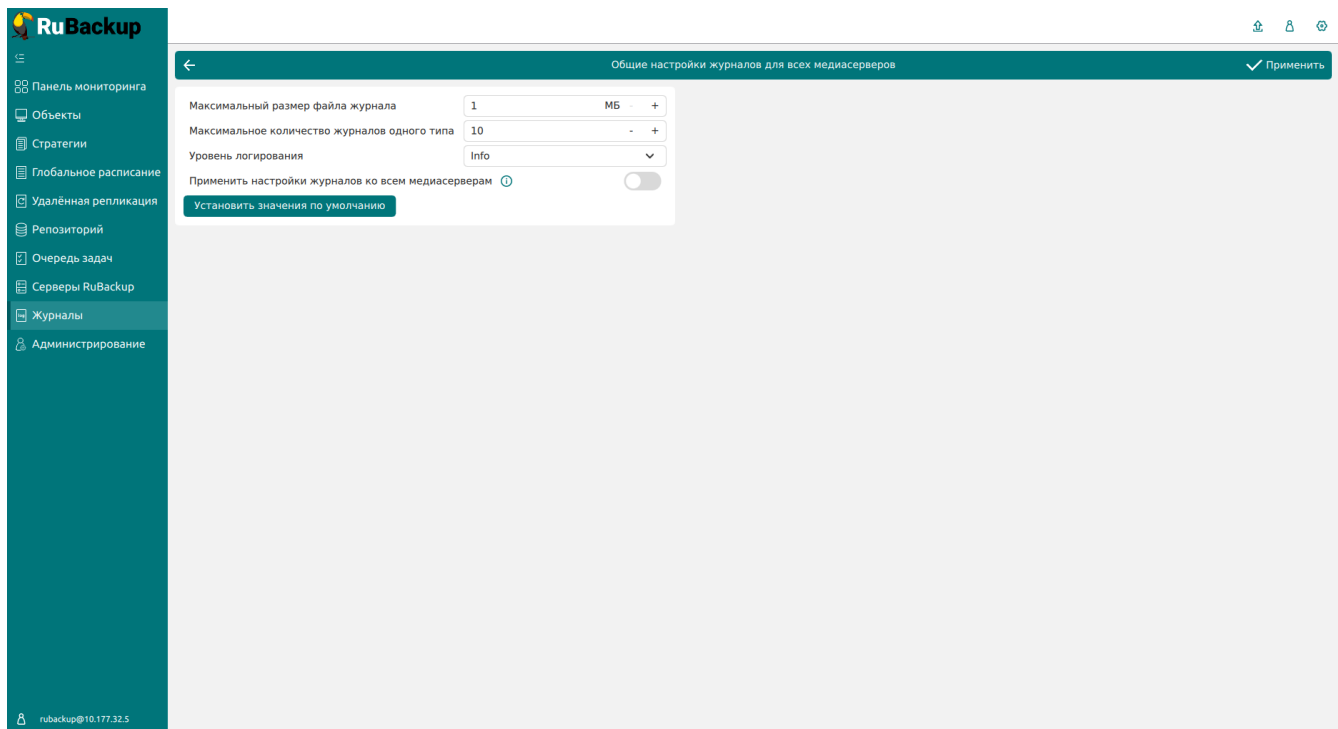 RuBackup
Панель мониторинга
Объекты
Стратегии
Глобальное расписание
Удалённая репликация
Репозиторий
Очередь задач
Серверы RuBackup
Журналы
Администрирование
rubackup@10.177.32.5
Общие настройки журналов для всех медиасерверов
Применить
Максимальный размер файла журнала 1 МБ - +
Максимальное количество журналов одного типа 10 - +
Уровень логирования Info
Применить настройки журналов ко всем медиасерверам
Установить значения по умолчанию